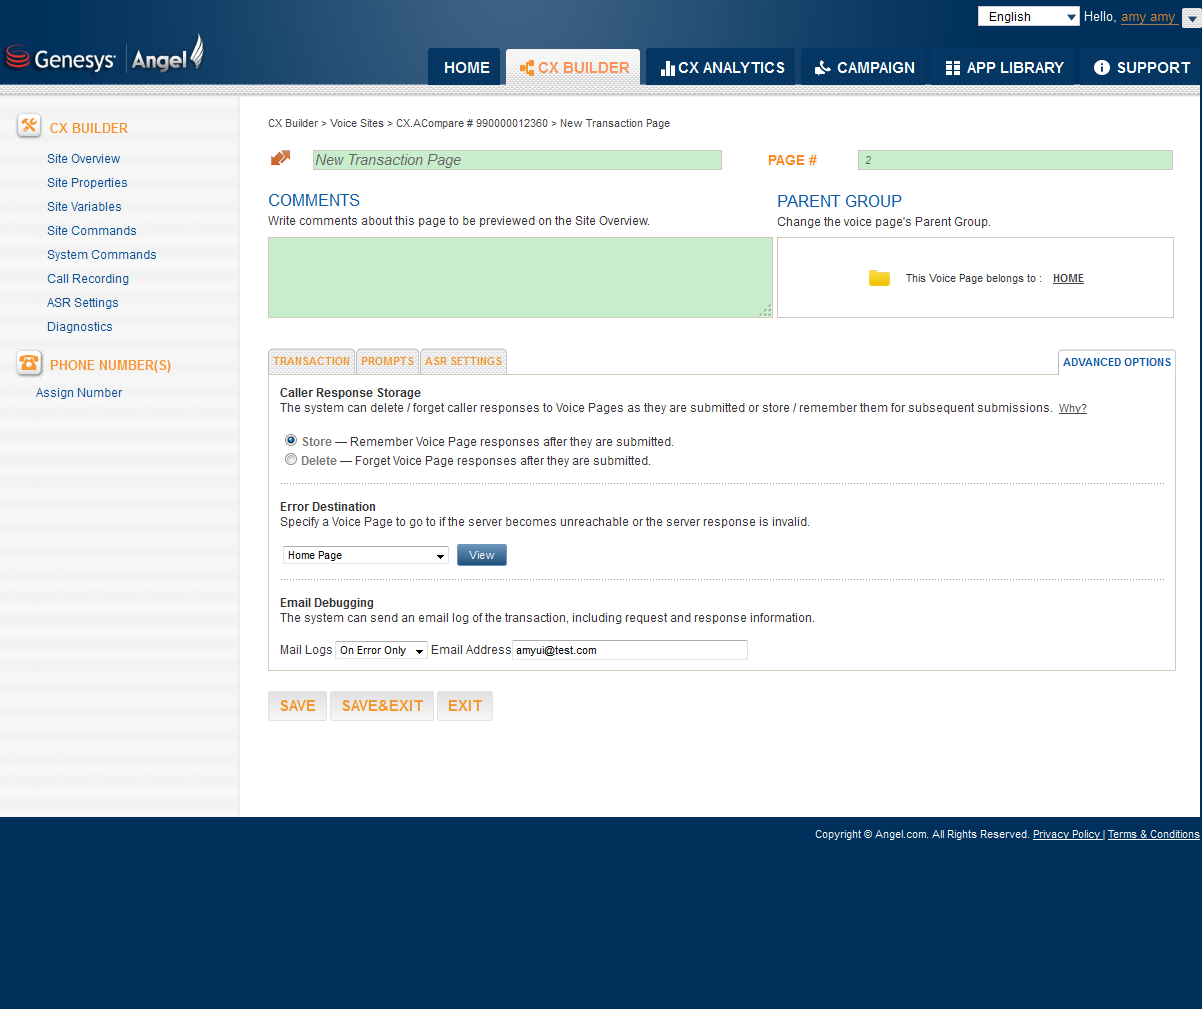 English Hello, amy amy
Genesys Angel
HOME CX BUILDER CX ANALYTICS CAMPAIGN APP LIBRARY SUPPORT
CX BUILDER
Site Overview
Site Properties
Site Variables
Site Commands
System Commands
Call Recording
ASR Settings
Diagnostics
PHONE NUMBER(S)
Assign Number
CX Builder > Voice Sites > CX.ACompare # 990000012360 > New Transaction Page
New Transaction Page PAGE # 2
COMMENTS
Write comments about this page to be previewed on the Site Overview.
PARENT GROUP
Change the voice page's Parent Group.
This Voice Page belongs to : HOME
TRANSACTION PROMPTS ASR SETTINGS ADVANCED OPTIONS
Caller Response Storage
The system can delete / forget caller responses to Voice Pages as they are submitted or store / remember them for subsequent submissions. Why?
Store — Remember Voice Page responses after they are submitted.
Delete — Forget Voice Page responses after they are submitted.
Error Destination
Specify a Voice Page to go to if the server becomes unreachable or the server response is invalid.
Home Page View
Email Debugging
The system can send an email log of the transaction, including request and response information.
Mail Logs On Error Only Email Address amyui@test.com
SAVE SAVE&EXIT EXIT
Copyright © Angel.com. All Rights Reserved. Privacy Policy | Terms & Conditions